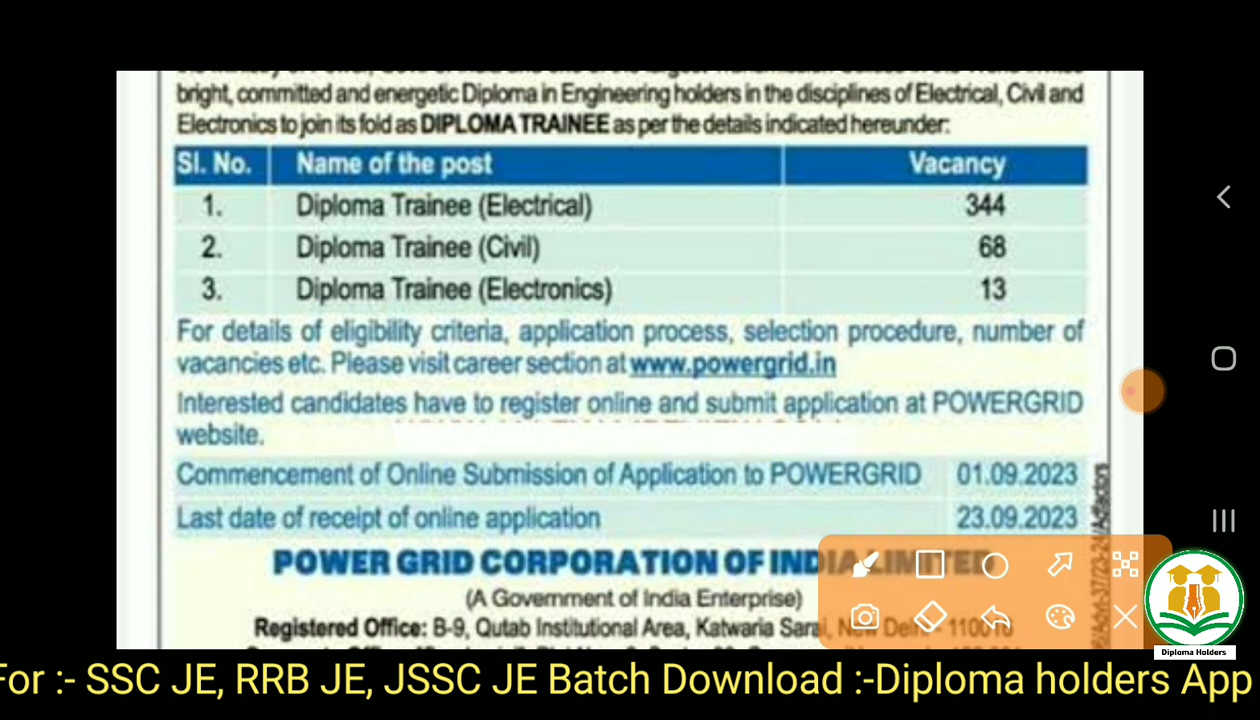 bright, committed and energetic Diploma in Engineering holders in the disciplines of Electrical, Civil and
Electronics to join its fold as DIPLOMA TRAINEE as per the details indicated hereunder:
Sl. No. Name of the post Vacancy
1. Diploma Trainee (Electrical) 344
2. Diploma Trainee (Civil) 68
3. Diploma Trainee (Electronics) 13
For details of eligibility criteria, application process, selection procedure, number of
vacancies etc. Please visit career section at www.powergrid.in
Interested candidates have to register online and submit application at POWERGRID
website.
Commencement of Online Submission of Application to POWERGRID 01.09.2023
Last date of receipt of online application 23.09.2023
POWER GRID CORPORATION OF INDIA LIMITED
(A Government of India Enterprise)
Registered Office: B-9, Qutab Institutional Area, Katwaria Sarai, New Delhi - 110016
Diploma Holders
For :- SSC JE, RRB JE, JSSC JE Batch Download :-Diploma holders App